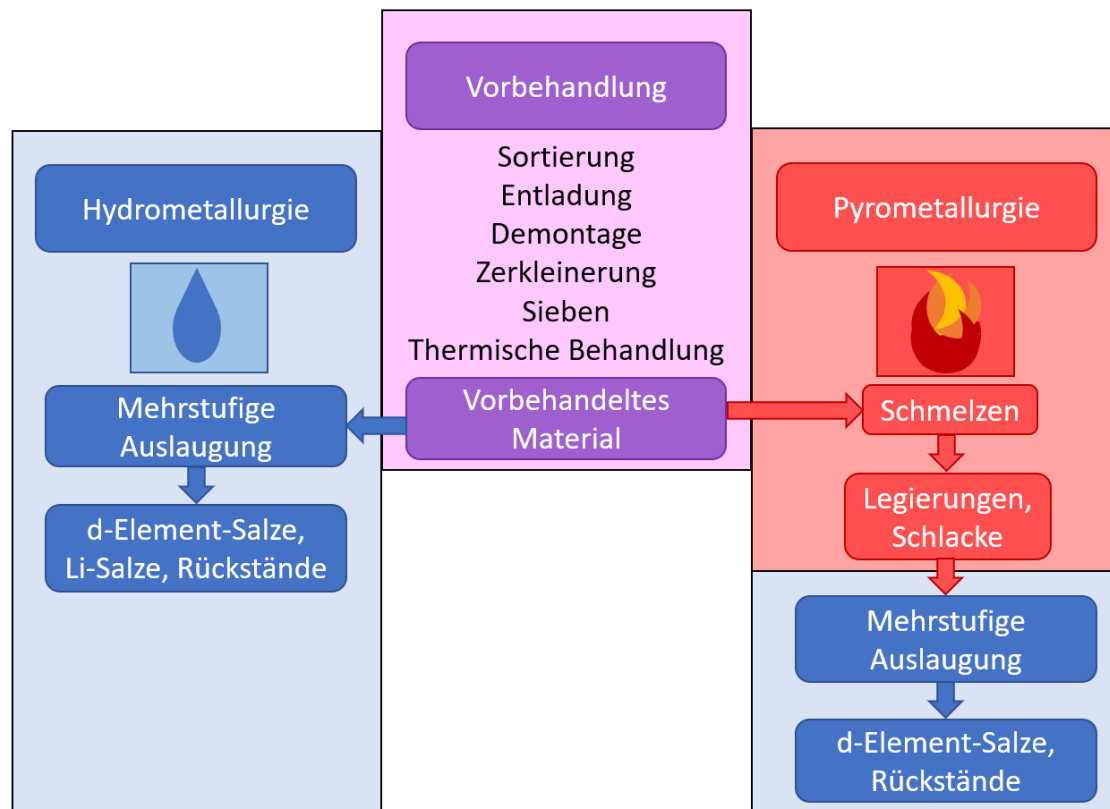 Vorbehandlung
Sortierung
Entladung
Demontage
Zerkleinerung
Sieben
Thermische Behandlung
Vorbehandeltes
Material
Hydrometallurgie
Mehrstufige
Auslaugung
d-Element-Salze,
Li-Salze, Rückstände
Pyrometallurgie
Schmelzen
Legierungen,
Schlacke
Mehrstufige
Auslaugung
d-Element-Salze,
Rückstände